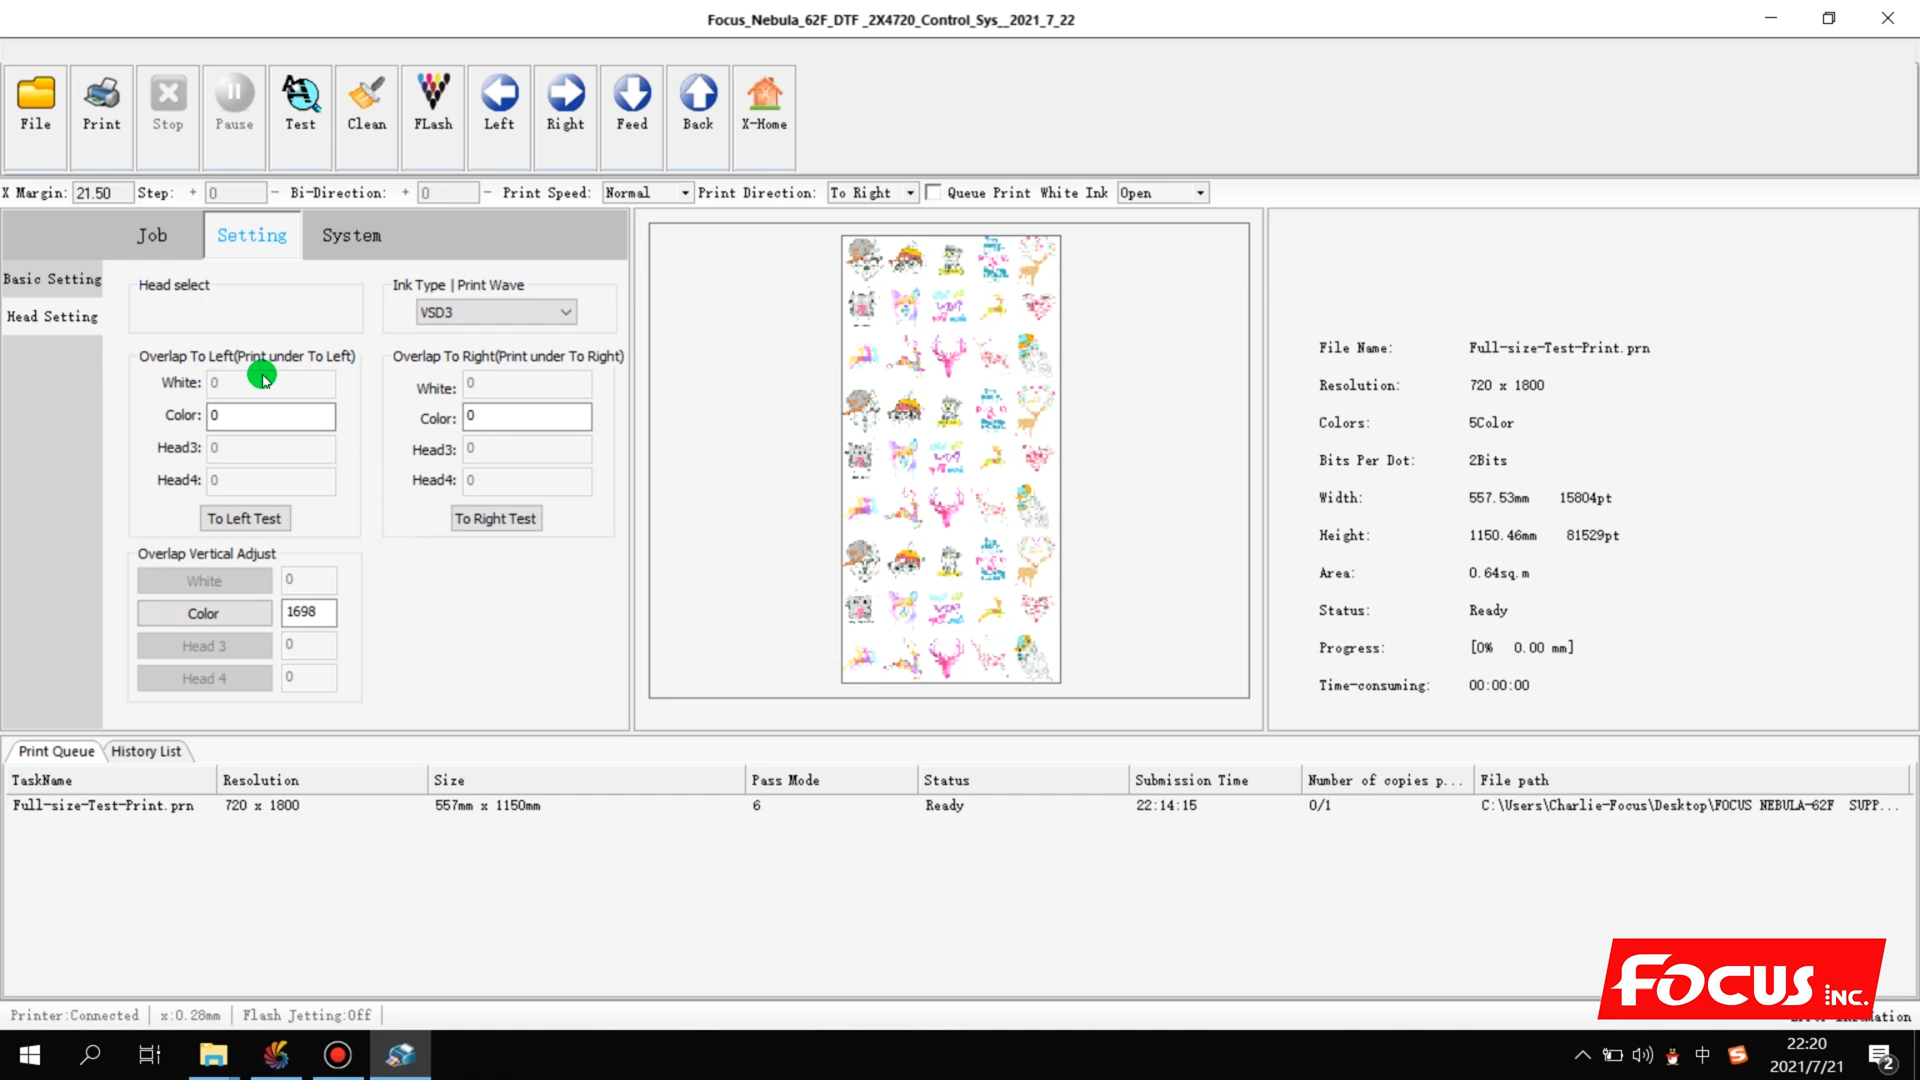 Focus_Nebula_62F_DTF _2X4720_Control_Sys__2021_7_22
File Print Stop Pause Test Clean FLash Left Right Feed Back X-Home
X Margin: 21.50 Step: + 0 - Bi-Direction: + 0 - Print Speed: Normal Print Direction: To Right Queue Print White Ink Open
Job Setting System
Basic Setting
Head Setting
Head select
Ink Type | Print Wave
VSD3
Overlap To Left(Print under To Left)
White: 0
Color: 0
Head3: 0
Head4: 0
To Left Test
Overlap To Right(Print under To Right)
White: 0
Color: 0
Head3: 0
Head4: 0
To Right Test
Overlap Vertical Adjust
White 0
Color 1698
Head 3 0
Head 4 0
File Name: Full-size-Test-Print.prn
Resolution: 720 x 1800
Colors: 5Color
Bits Per Dot: 2Bits
Width: 557.53mm 15804pt
Height: 1150.46mm 81529pt
Area: 0.64sq.m
Status: Ready
Progress: [0% 0.00 mm]
Time-consuming: 00:00:00
Print Queue History List
TaskName Resolution Size Pass Mode Status Submission Time Number of copies p... File path
Full-size-Test-Print.prn 720 x 1800 557mm x 1150mm 6 Ready 22:14:15 0/1 C:\Users\Charlie-Focus\Desktop\FOCUS NEBULA-62F SUPP...
FOCUS INC.
Printer:Connected x:0.28mm Flash Jetting:Off
中
22:20
2021/7/21
2